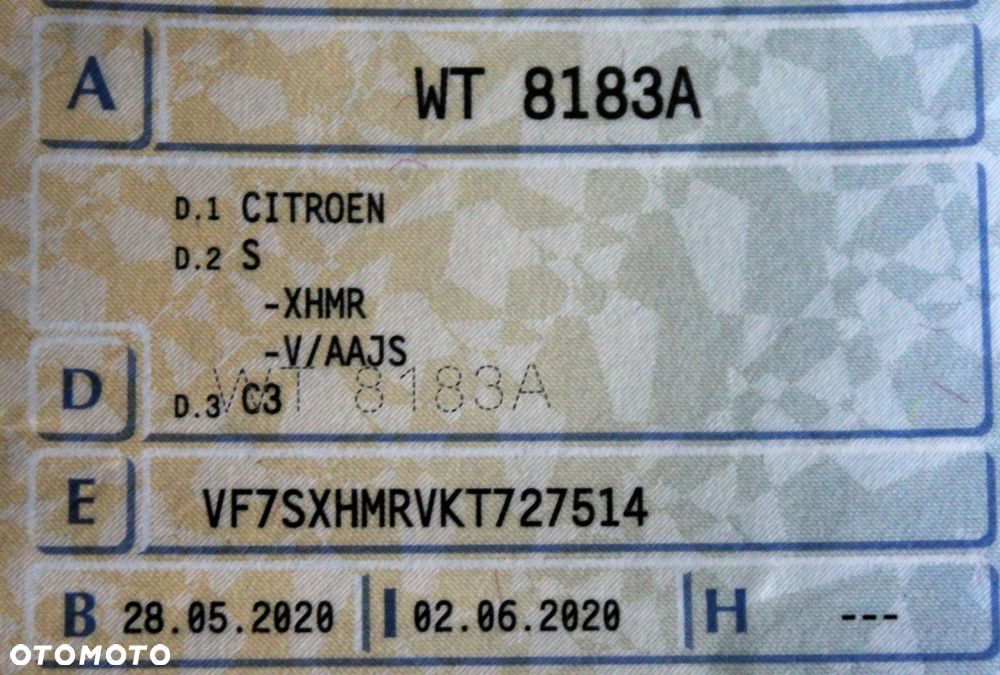 A WT 8183A
D.1 CITROEN
D.2 S
-XHMR
-V/AAJS
WT 8183A
D D.3 C3
E VF7SXHMRVKT727514
B 28.05.2020 I 02.06.2020 H ---
OTOMOTO